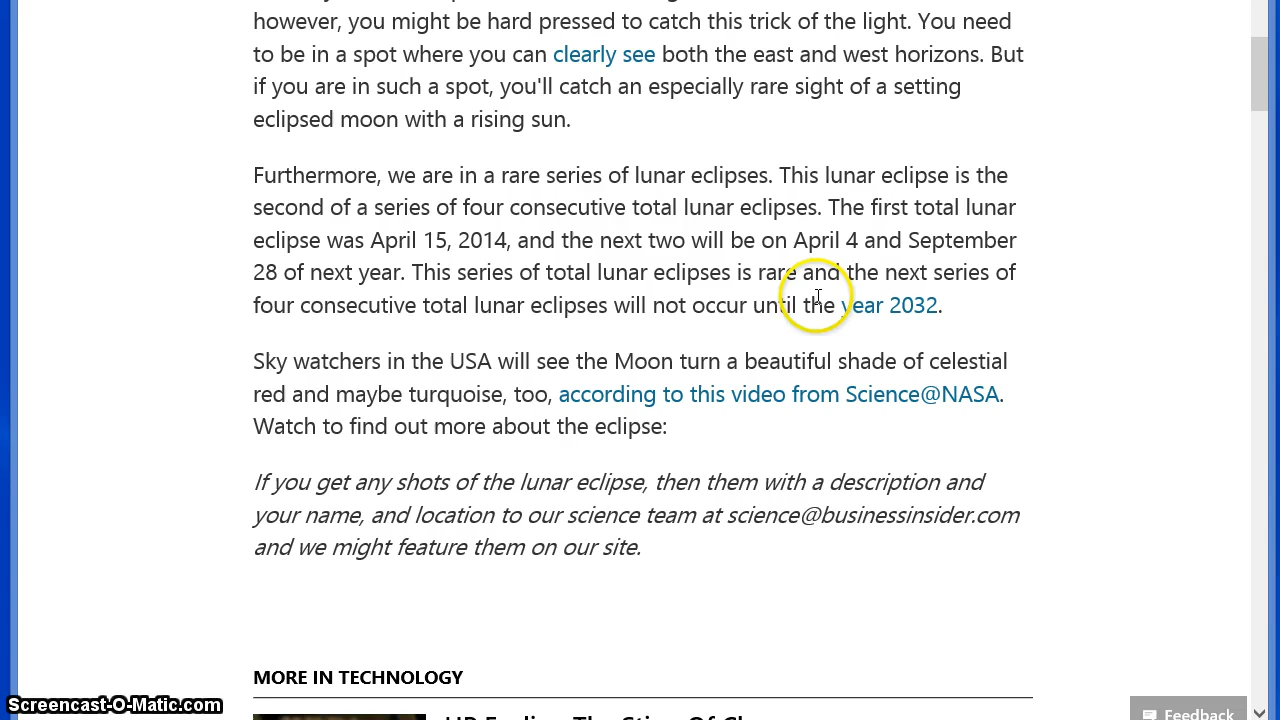 however, you might be hard pressed to catch this trick of the light. You need
to be in a spot where you can clearly see both the east and west horizons. But
if you are in such a spot, you'll catch an especially rare sight of a setting
eclipsed moon with a rising sun.
Furthermore, we are in a rare series of lunar eclipses. This lunar eclipse is the
second of a series of four consecutive total lunar eclipses. The first total lunar
eclipse was April 15, 2014, and the next two will be on April 4 and September
28 of next year. This series of total lunar eclipses is rare and the next series of
four consecutive total lunar eclipses will not occur until the year 2032.
Sky watchers in the USA will see the Moon turn a beautiful shade of celestial
red and maybe turquoise, too, according to this video from Science@NASA.
Watch to find out more about the eclipse:
If you get any shots of the lunar eclipse, then them with a description and
your name, and location to our science team at science@businessinsider.com
and we might feature them on our site.
MORE IN TECHNOLOGY
Screencast-O-Matic.com
Feedback